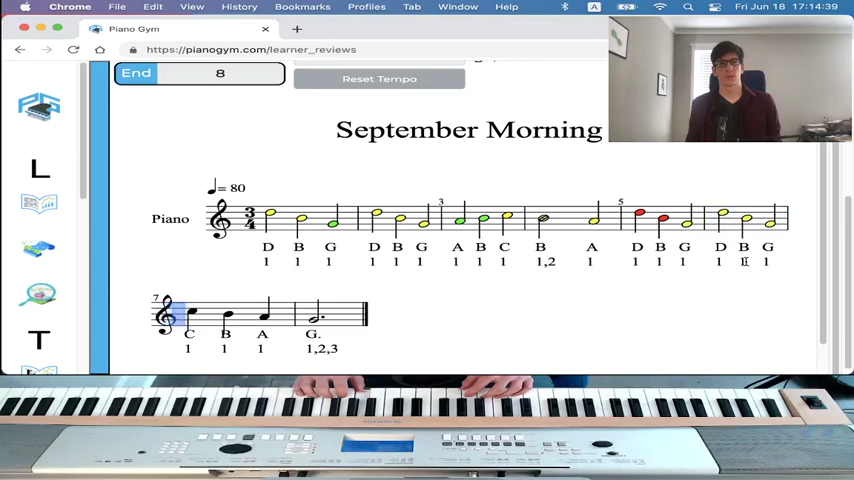 Chrome File Edit View History Bookmarks Profiles Tab Window Help A Fri Jun 18 17:14:39
Piano Gym
https://pianogym.com/learner_reviews
End 8
Reset Tempo
PG
September Morning
L
= 80
3 5
Piano 3 4
D B G D B G A B C B A D B G D B G
1 1 1 1 1 1 1 1 1 1,2 1 1 1 1 1 1 1
7
T
C B A G.
1 1 1 1,2,3